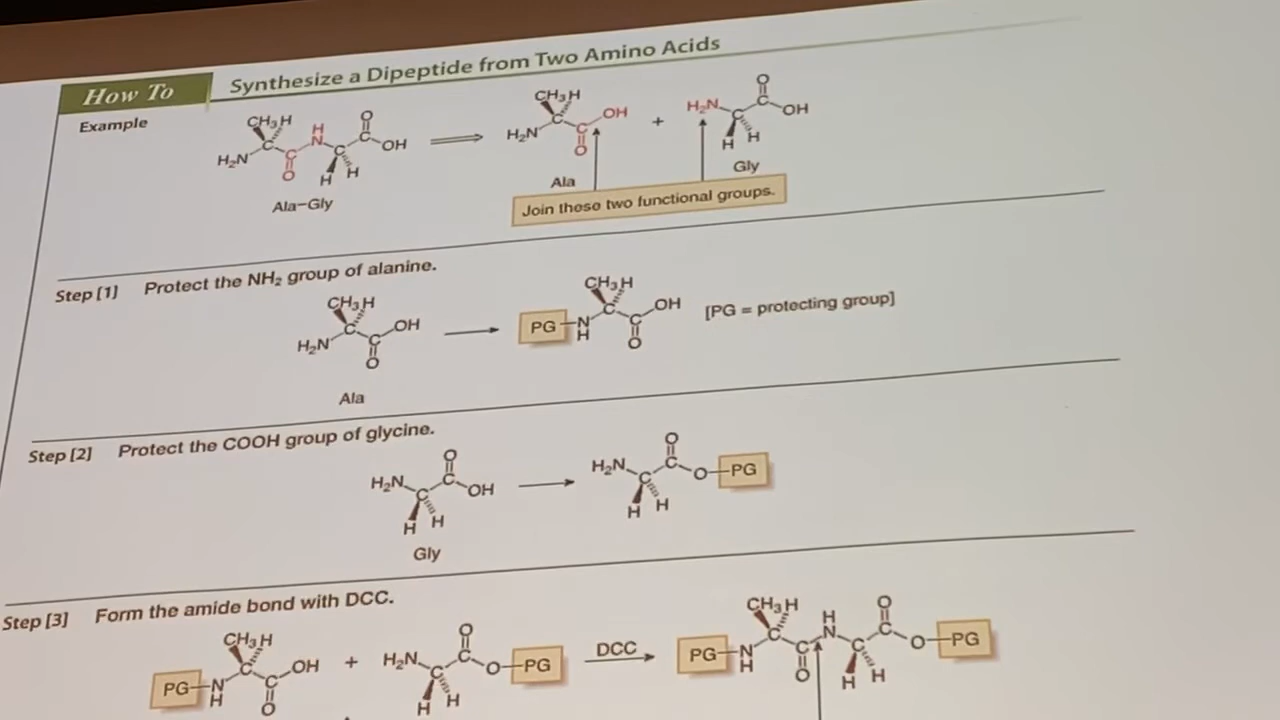 How To Synthesize a Dipeptide from Two Amino Acids
Example
CH₃ H H N O C C C C OH H₂N O H H
CH₃ H C OH H₂N C O
+
H₂N C C O OH H H
Ala–Gly
Ala
Gly
Join these two functional groups.
Step [1] Protect the NH₂ group of alanine.
CH₃ H C C OH H₂N O
CH₃ H C C OH PG N H O
[PG = protecting group]
Ala
Step [2] Protect the COOH group of glycine.
H₂N C C O OH H H
H₂N C C O O PG H H
Gly
Step [3] Form the amide bond with DCC.
CH₃ H C C OH PG N H O
+
H₂N C C O O PG H H
DCC
CH₃ H H N O C C C C O PG PG N H O H H